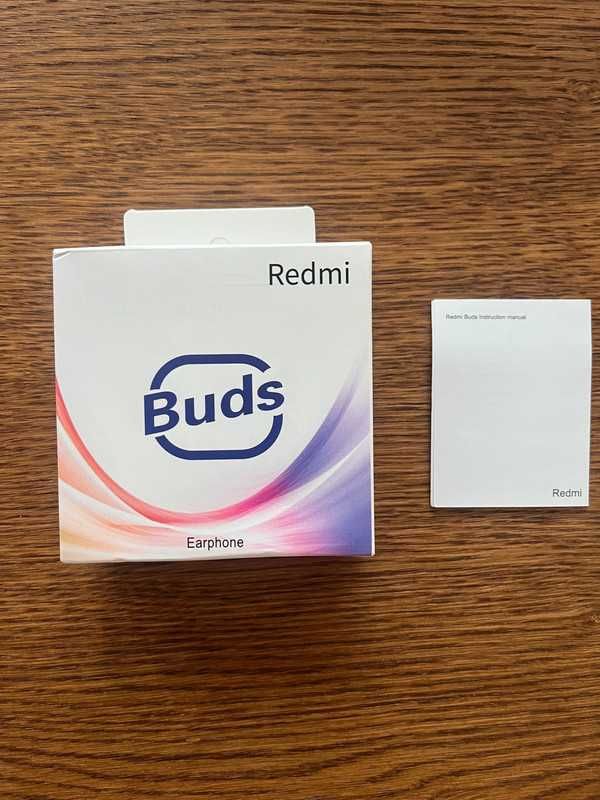 Redmi
Buds
Earphone
Redmi Buds Instruction manual
Redmi